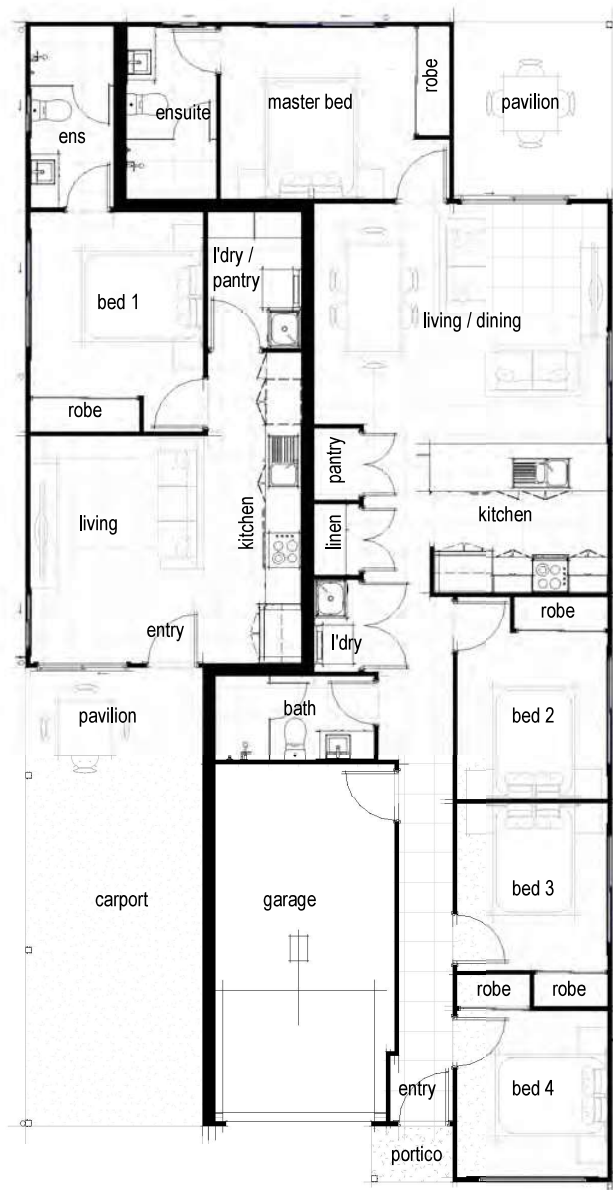 ens
ensuite
master bed
robe
pavilion
bed 1
l'dry /
pantry
living / dining
robe
pantry
living
kitchen
linen
kitchen
entry
l'dry
robe
pavilion
bath
bed 2
carport
garage
bed 3
robe
robe
entry
bed 4
portico